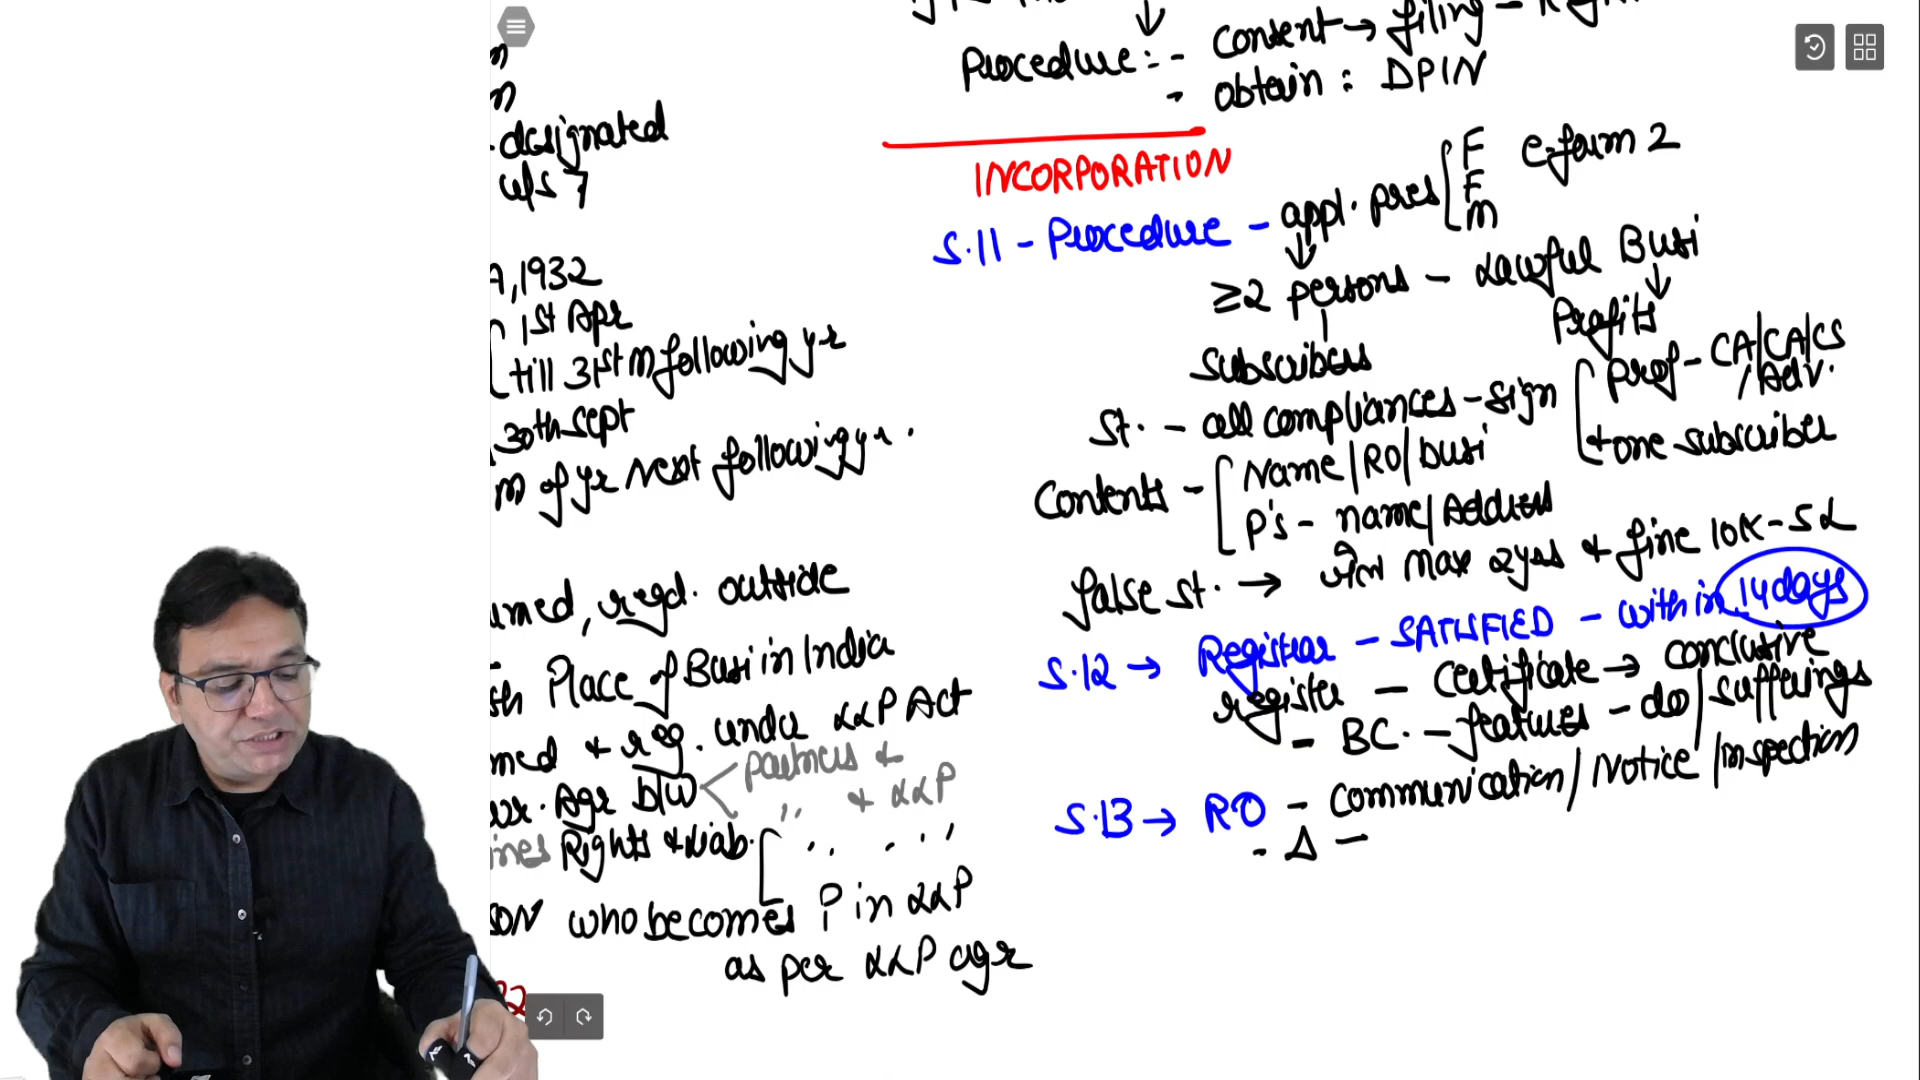 designated
u/s 7
A, 1932
1st Apr
till 31st M following yr
30th Sept
M of yr Next following yr.
regd. outside
Place of Busi in India
& reg. under LLP Act
Agr b/w
partners &
" & LLP
Rights & Liab.
who becomes P in LLP
as per LLP agr
Procedure :- - Consent → filing -
- obtain : DPIN
INCORPORATION
S.11 - Procedure - appl. pres F F M e-form 2
≥2 persons - Lawful Busi
Profits
Subscribers
St. - all compliances - sign
prof - CA/CA/CS
/Adv.
+ one subscriber
Contents - Name/RO/Busi
P's - name/Address
false st. → जेल max 2yrs & fine 10K - 5L
S.12 → Registrar - SATISFIED - within 14 days
register - Certificate → conclusive
- BC. - features - do/sufferings
S.13 → RO - communication/Notice/inspection
- Δ -